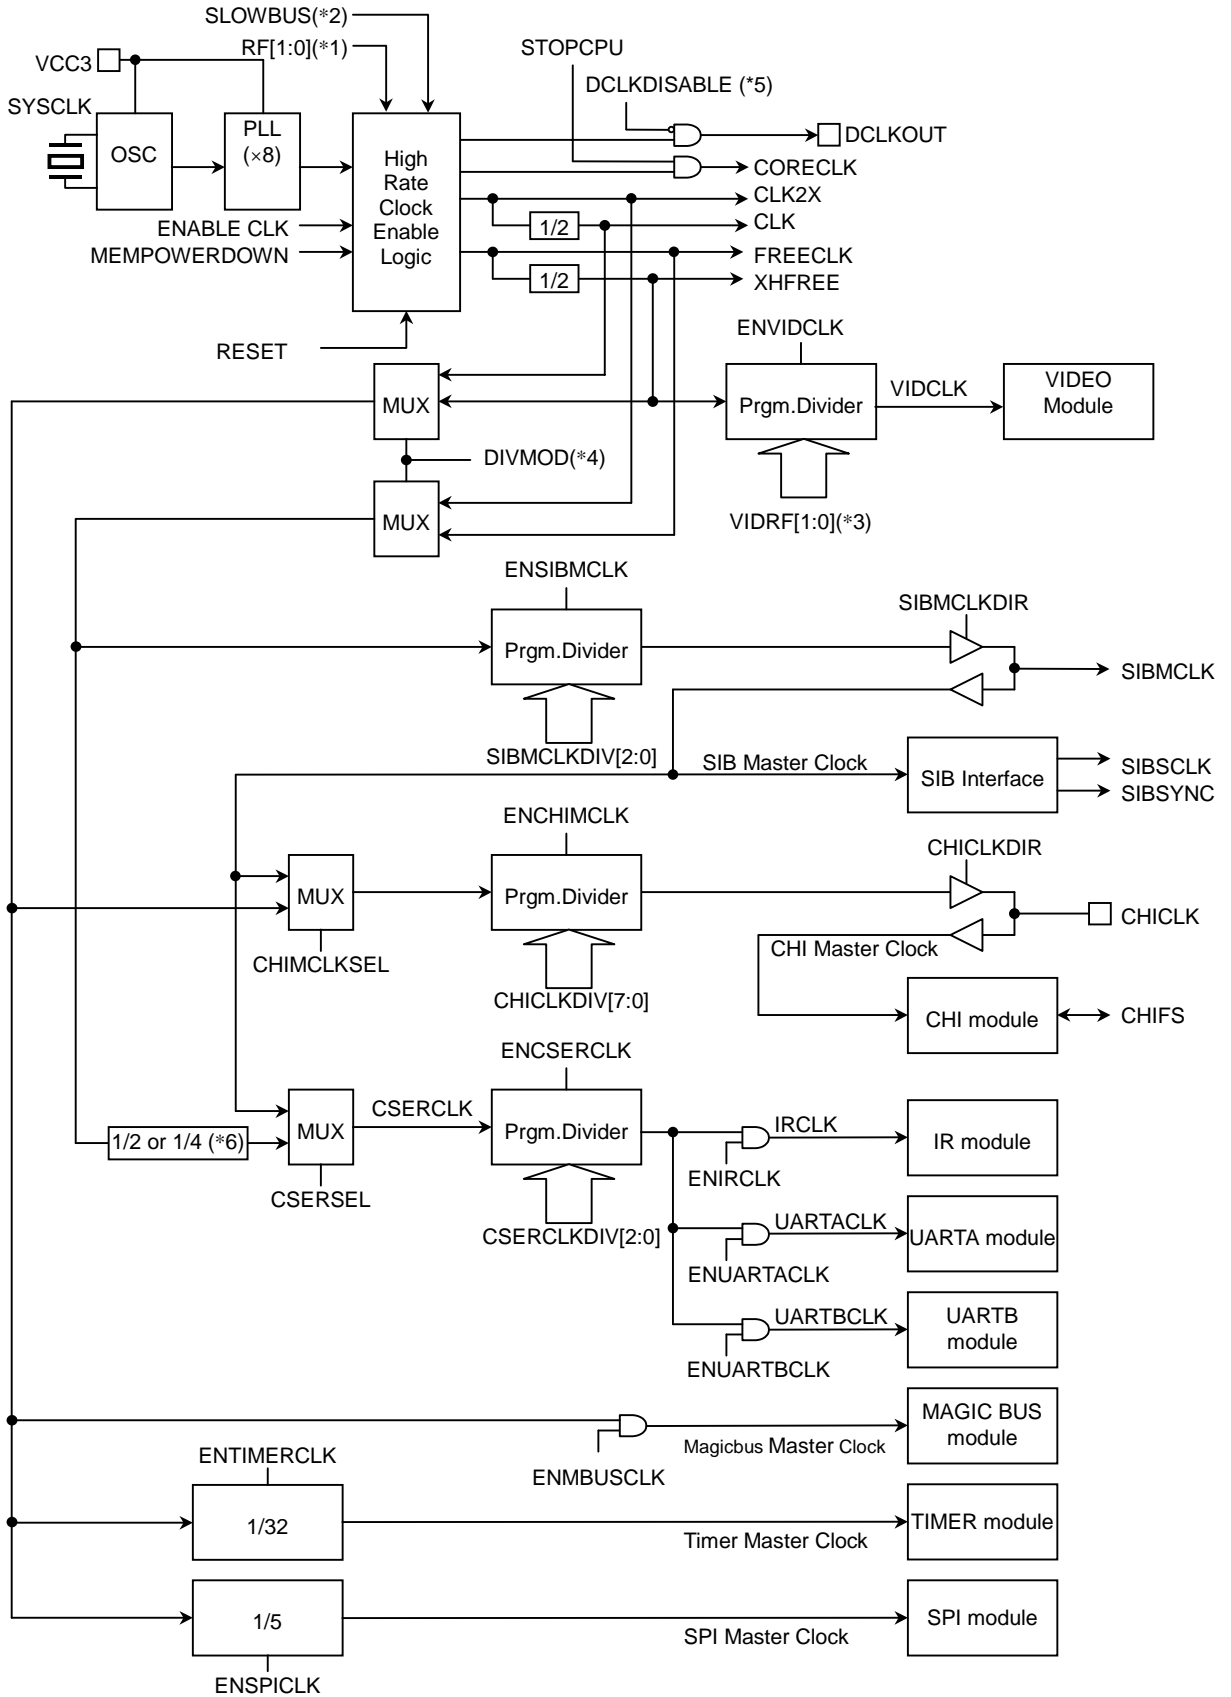 SLOWBUS(*2)
RF[1:0](*1)
STOPCPU
VCC3
DCLKDISABLE (*5)
SYSCLK
OSC
PLL
(×8)
High
Rate
Clock
Enable
Logic
DCLKOUT
CORECLK
CLK2X
1/2
CLK
ENABLE CLK
MEMPOWERDOWN
FREECLK
1/2
XHFREE
RESET
ENVIDCLK
MUX
Prgm.Divider
VIDCLK
VIDEO
Module
DIVMOD(*4)
MUX
VIDRF[1:0](*3)
ENSIBMCLK
SIBMCLKDIR
Prgm.Divider
SIBMCLK
SIBMCLKDIV[2:0]
SIB Master Clock
SIB Interface
SIBSCLK
SIBSYNC
ENCHIMCLK
CHICLKDIR
MUX
Prgm.Divider
CHICLK
CHIMCLKSEL
CHI Master Clock
CHICLKDIV[7:0]
CHI module
CHIFS
ENCSERCLK
MUX
CSERCLK
Prgm.Divider
IRCLK
IR module
1/2 or 1/4 (*6)
ENIRCLK
CSERSEL
CSERCLKDIV[2:0]
UARTACLK
UARTA module
ENUARTACLK
UARTBCLK
UARTB
module
ENUARTBCLK
MAGIC BUS
module
Magicbus Master Clock
ENMBUSCLK
ENTIMERCLK
1/32
Timer Master Clock
TIMER module
1/5
SPI Master Clock
SPI module
ENSPICLK